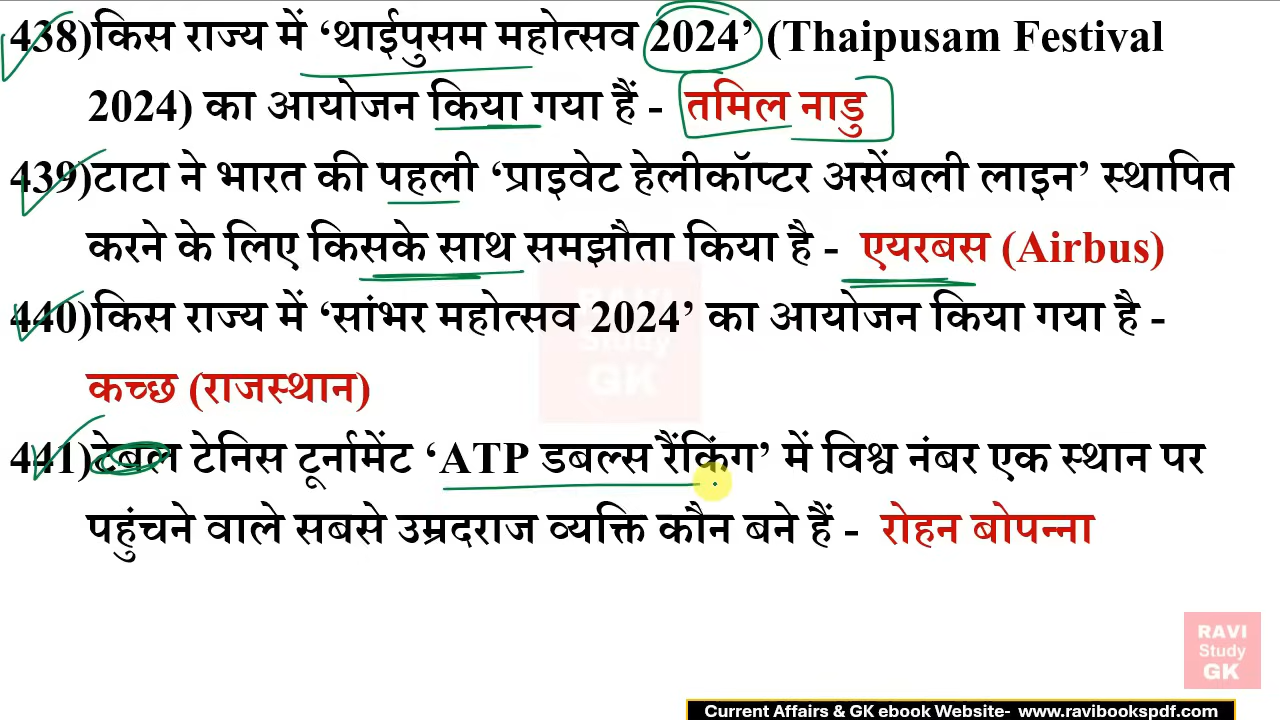 438)किस राज्य में ‘थाईपुसम महोत्सव 2024’ (Thaipusam Festival
2024) का आयोजन किया गया हैं - तमिल नाडु
439)टाटा ने भारत की पहली ‘प्राइवेट हेलीकॉप्टर असेंबली लाइन’ स्थापित
करने के लिए किसके साथ समझौता किया है - एयरबस (Airbus)
440)किस राज्य में ‘सांभर महोत्सव 2024’ का आयोजन किया गया है -
कच्छ (राजस्थान)
441)टेबल टेनिस टूर्नामेंट ‘ATP डबल्स रैंकिंग’ में विश्व नंबर एक स्थान पर
पहुंचने वाले सबसे उम्रदराज व्यक्ति कौन बने हैं - रोहन बोपन्ना
RAVI
Study
GK
RAVI
Study
GK
Current Affairs & GK ebook Website- www.ravibookspdf.com